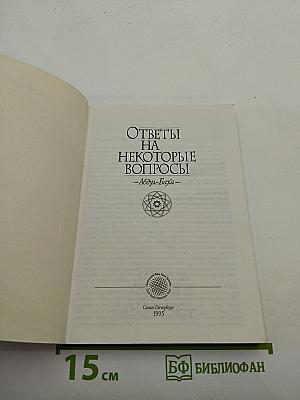 ОТВЕТЫ
НА
НЕКОТОРЫЕ
ВОПРОСЫ
–Абдул-Баха–
Санкт-Петербург
1995
15 см
БФ БИБЛИОФАН